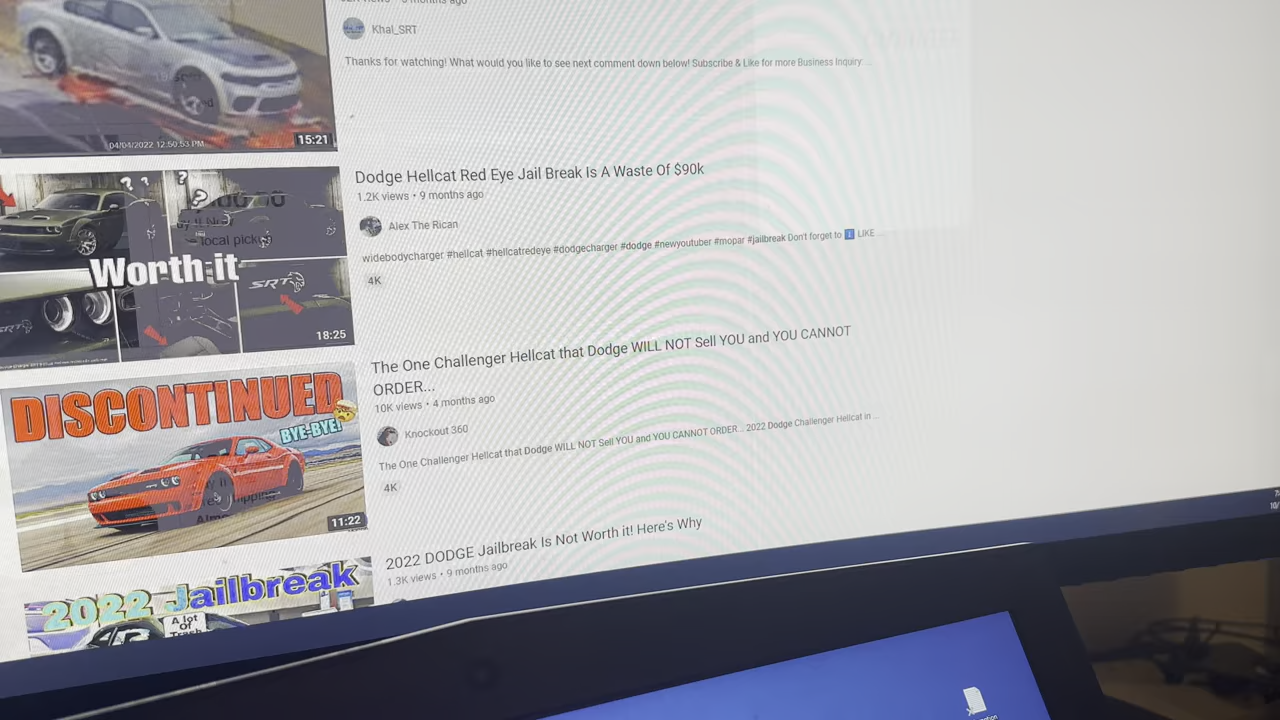 Khal_SRT
Thanks for watching! What would you like to see next comment down below! Subscribe & Like for more Business Inquiry: ...
04/04/2022 12:50:53 PM
15:21
Dodge Hellcat Red Eye Jail Break Is A Waste Of $90k
1.2K views • 9 months ago
Alex The Rican
widebodycharger #hellcat #hellcatredeye #dodgecharger #dodge #newyoutuber #mopar #jailbreak Don't forget to LIKE ...
4K
? ? ? ?
local pickup
Worth it
SRT
SRT
18:25
The One Challenger Hellcat that Dodge WILL NOT Sell YOU and YOU CANNOT
ORDER...
10K views • 4 months ago
Knockout 360
The One Challenger Hellcat that Dodge WILL NOT Sell YOU and YOU CANNOT ORDER... 2022 Dodge Challenger Hellcat in ...
4K
DISCONTINUED
BYE-BYE!
11:22
2022 DODGE Jailbreak Is Not Worth it! Here's Why
1.3K views • 9 months ago
2022 Jailbreak
A lot
Of